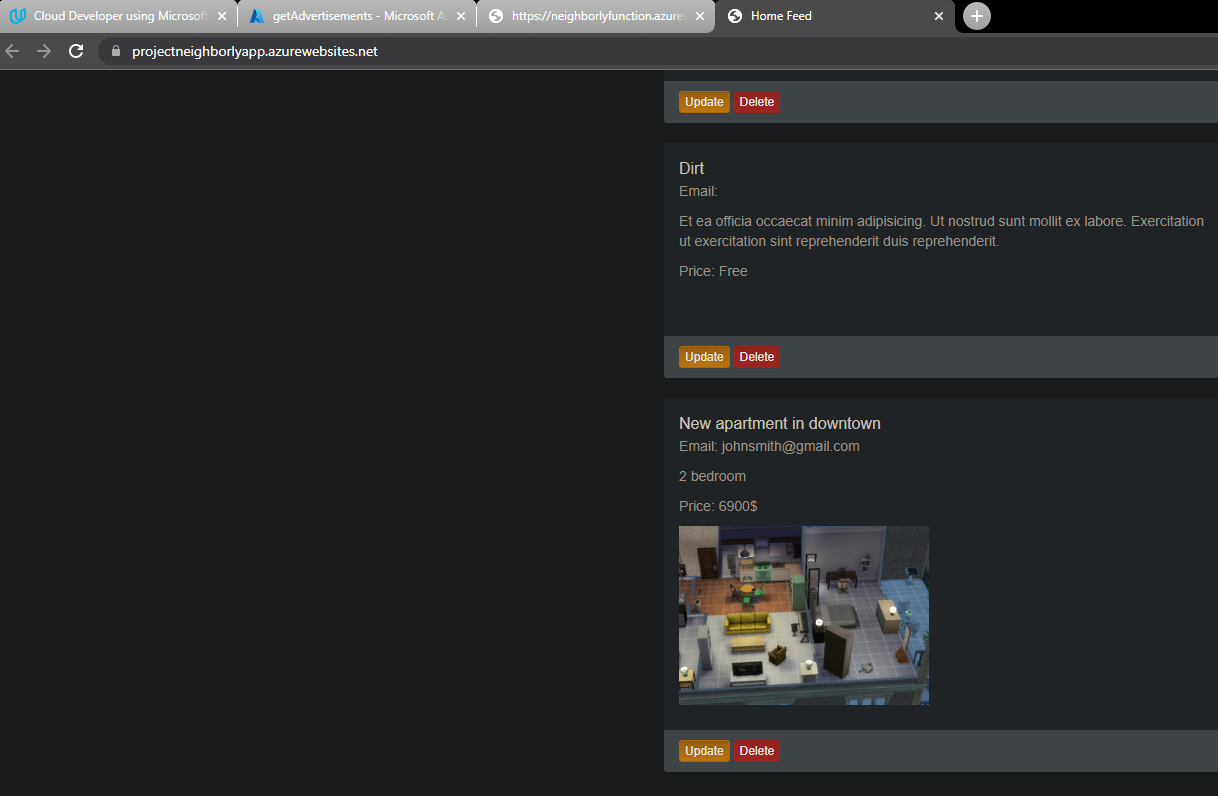 Cloud Developer using Microsoft
getAdvertisements - Microsoft A
https://neighborlyfunction.azure
Home Feed
projectneighborlyapp.azurewebsites.net
Update Delete
Dirt
Email:
Et ea officia occaecat minim adipisicing. Ut nostrud sunt mollit ex labore. Exercitation
ut exercitation sint reprehenderit duis reprehenderit.
Price: Free
Update Delete
New apartment in downtown
Email: johnsmith@gmail.com
2 bedroom
Price: 6900$
Update Delete